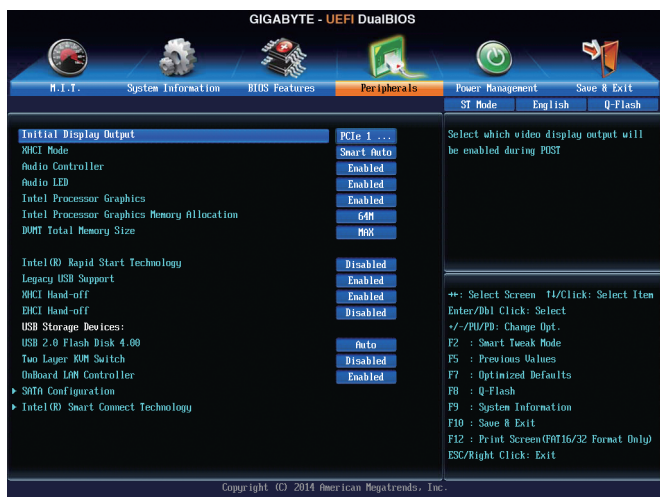 GIGABYTE - UEFI DualBIOS
M.I.T. System Information BIOS Features Peripherals Power Management Save & Exit
ST Mode English Q-Flash
Initial Display Output PCIe 1 ...
XHCI Mode Smart Auto
Audio Controller Enabled
Audio LED Enabled
Intel Processor Graphics Enabled
Intel Processor Graphics Memory Allocation 64M
DVMT Total Memory Size MAX
Intel(R) Rapid Start Technology Disabled
Legacy USB Support Enabled
XHCI Hand-off Enabled
EHCI Hand-off Disabled
USB Storage Devices:
USB 2.0 Flash Disk 4.00 Auto
Two Layer KVM Switch Disabled
OnBoard LAN Controller Enabled
SATA Configuration
Intel(R) Smart Connect Technology
Select which video display output will
be enabled during POST
→←: Select Screen ↑↓/Click: Select Item
Enter/Dbl Click: Select
+/-/PU/PD: Change Opt.
F2 : Smart Tweak Mode
F5 : Previous Values
F7 : Optimized Defaults
F8 : Q-Flash
F9 : System Information
F10 : Save & Exit
F12 : Print Screen(FAT16/32 Format Only)
ESC/Right Click: Exit
Copyright (C) 2014 American Megatrends, Inc.